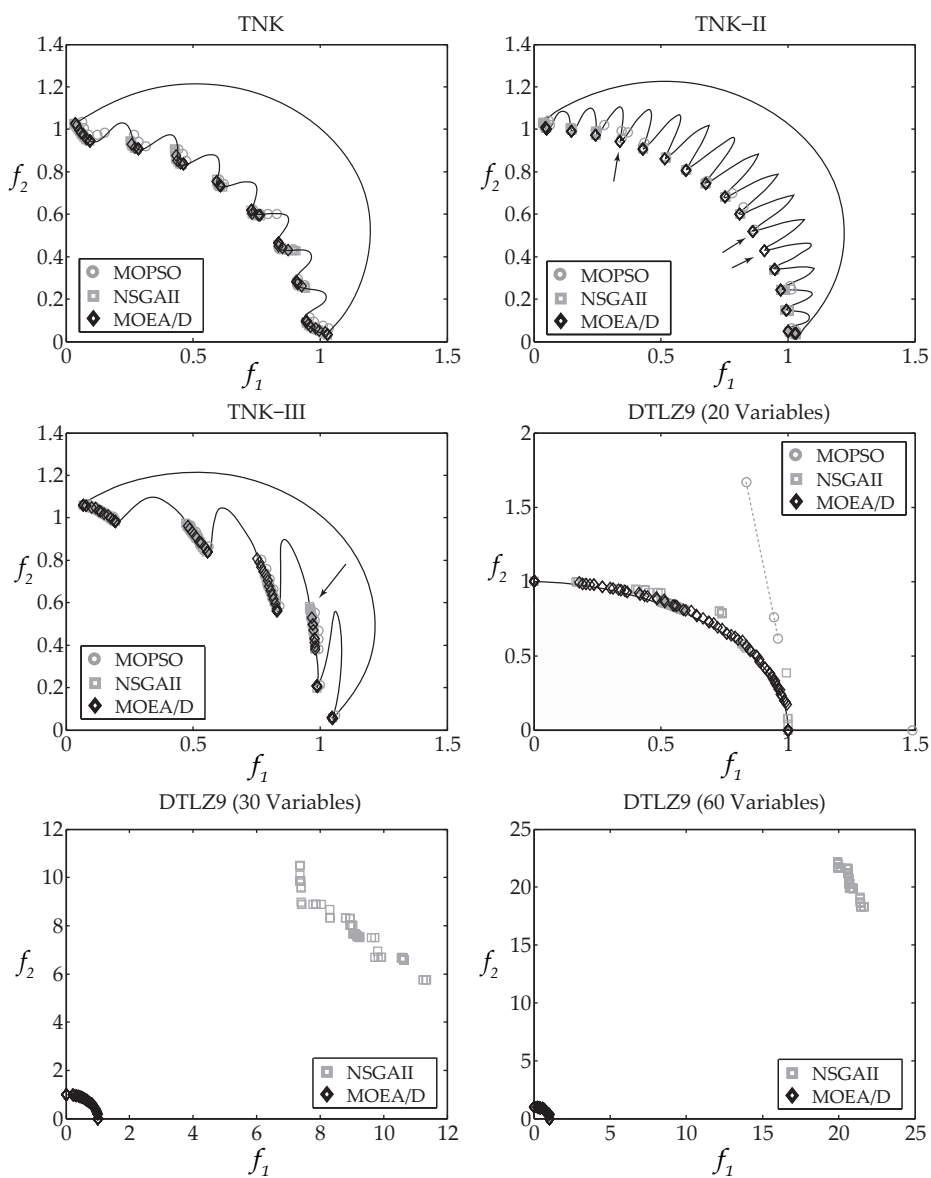 TNK
1.4
1.2
1
0.8
0.6
0.4
0.2
0
f2
MOPSO
NSGAII
MOEA/D
0 0.5 1 1.5
f1
TNK−II
1.4
1.2
1
0.8
0.6
0.4
0.2
0
f2
MOPSO
NSGAII
MOEA/D
0 0.5 1 1.5
f1
TNK−III
1.4
1.2
1
0.8
0.6
0.4
0.2
0
f2
MOPSO
NSGAII
MOEA/D
0 0.5 1 1.5
f1
DTLZ9 (20 Variables)
2
1.5
1
0.5
0
f2
MOPSO
NSGAII
MOEA/D
0 0.5 1 1.5
f1
DTLZ9 (30 Variables)
12
10
8
6
4
2
0
f2
NSGAII
MOEA/D
0 2 4 6 8 10 12
f1
DTLZ9 (60 Variables)
25
20
15
10
5
0
f2
NSGAII
MOEA/D
0 5 10 15 20 25
f1